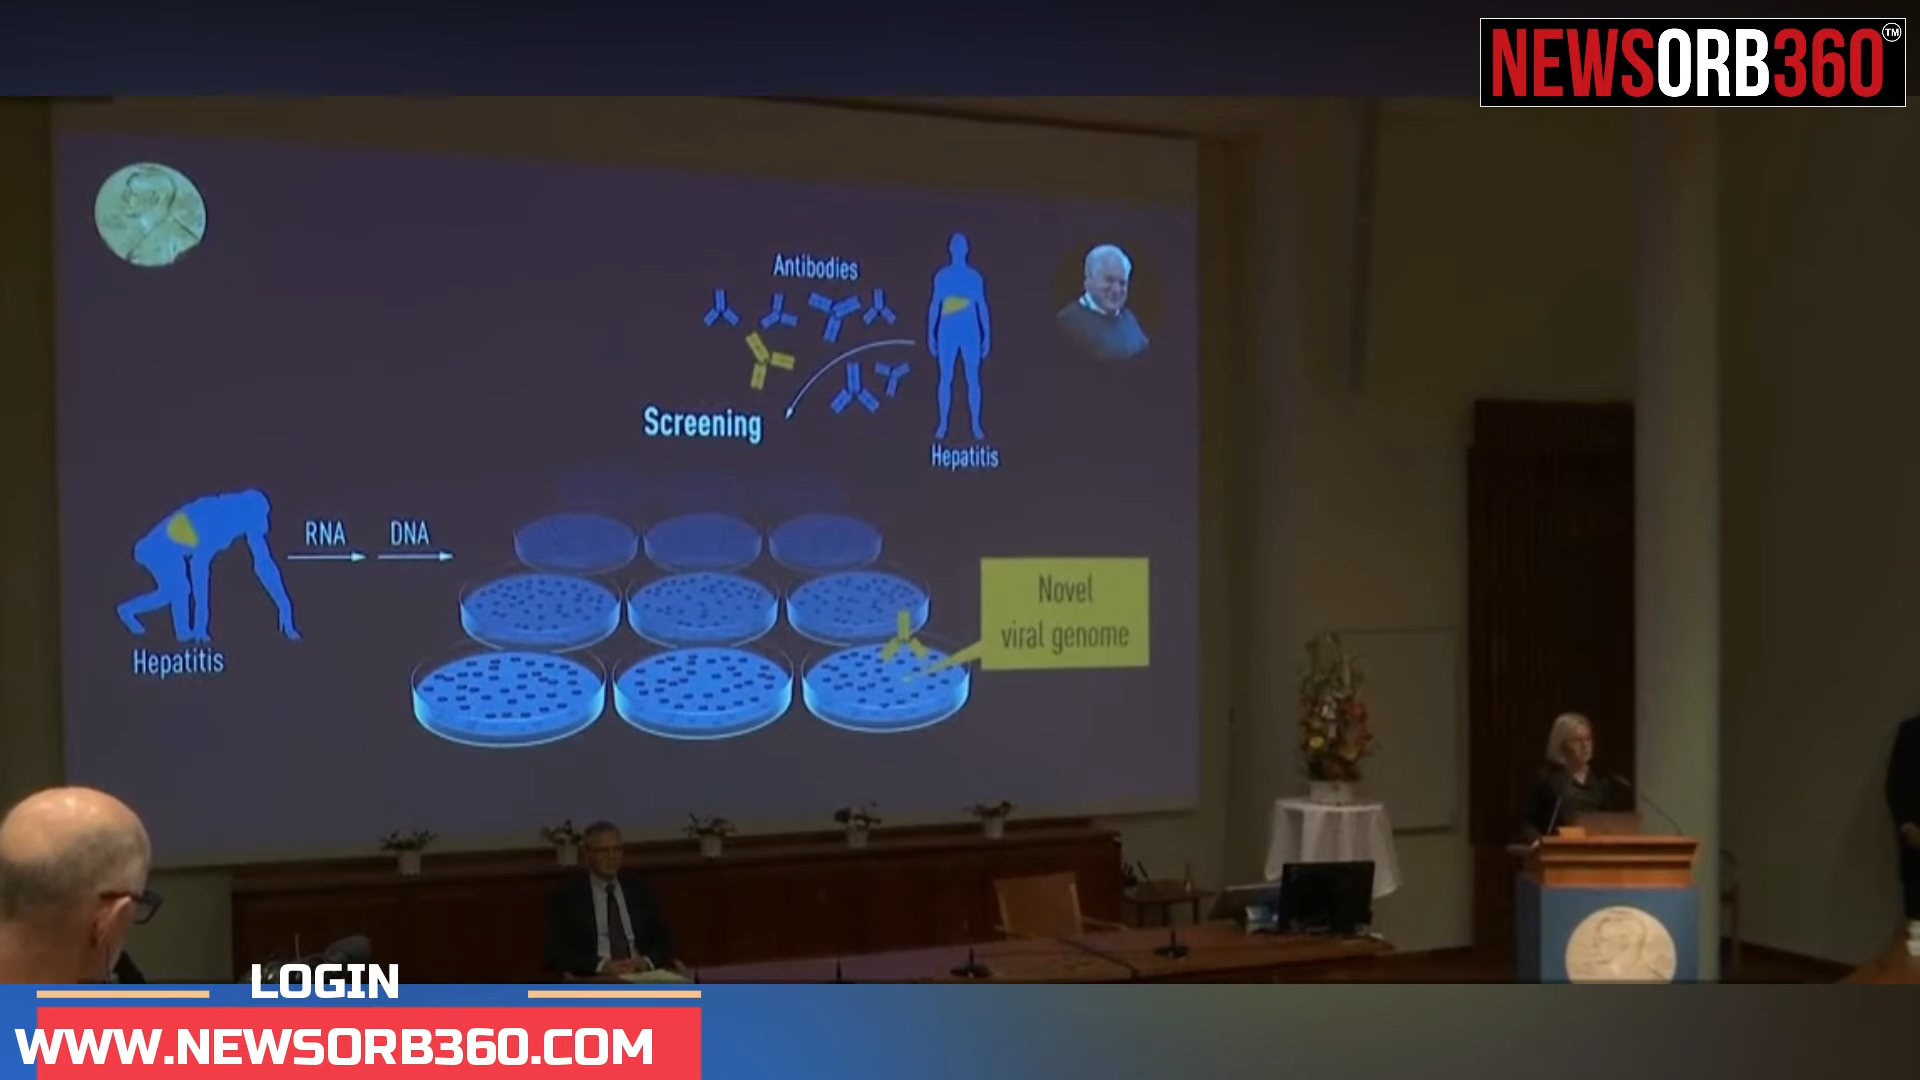 NEWSORB360™
Antibodies
Screening
Hepatitis
RNA
DNA
Hepatitis
Novel
viral genome
LOGIN
WWW.NEWSORB360.COM